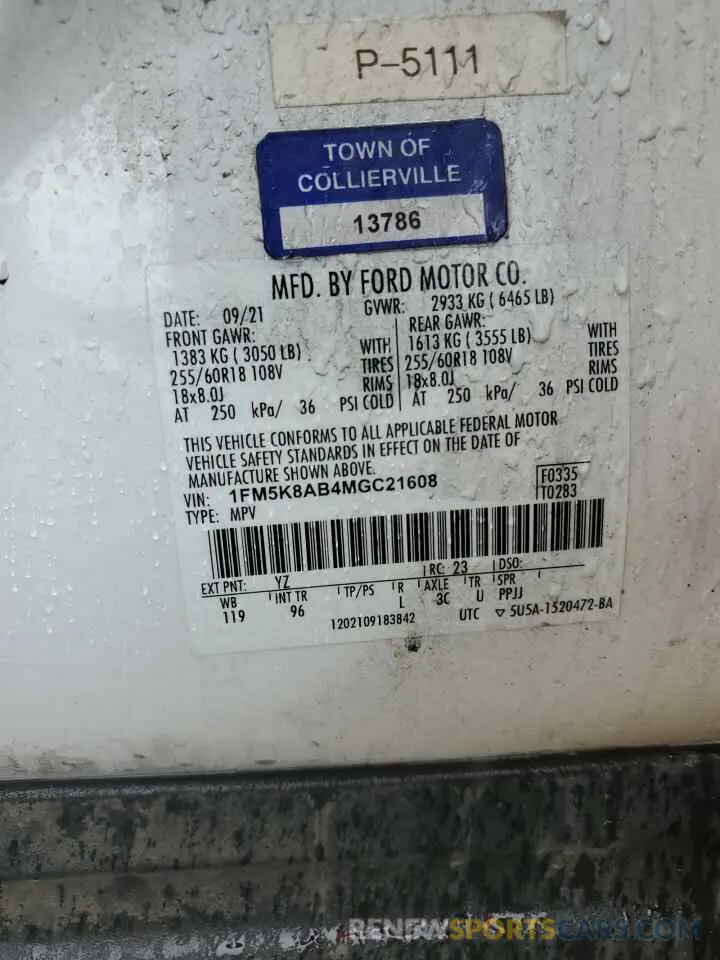 P-5111
TOWN OF
COLLIERVILLE
13786
MFD. BY FORD MOTOR CO.
DATE: 09/21 GVWR: 2933 KG ( 6465 LB)
FRONT GAWR: REAR GAWR:
1383 KG ( 3050 LB) WITH 1613 KG ( 3555 LB) WITH
255/60R18 108V TIRES 255/60R18 108V TIRES
18x8.0J RIMS 18x8.0J RIMS
AT 250 kPa/ 36 PSI COLD AT 250 kPa/ 36 PSI COLD
THIS VEHICLE CONFORMS TO ALL APPLICABLE FEDERAL MOTOR
VEHICLE SAFETY STANDARDS IN EFFECT ON THE DATE OF
MANUFACTURE SHOWN ABOVE.
VIN: 1FM5K8AB4MGC21608 F0335
TYPE: MPV T0283
EXT PNT: YZ RC: 23 DSO:
WB INT TR TP/PS R AXLE TR SPR
119 96 L 3C U PPJJ
1202109183842 UTC ▽ 5U5A-1520472-BA
RENEWSPORTSCARS.COM